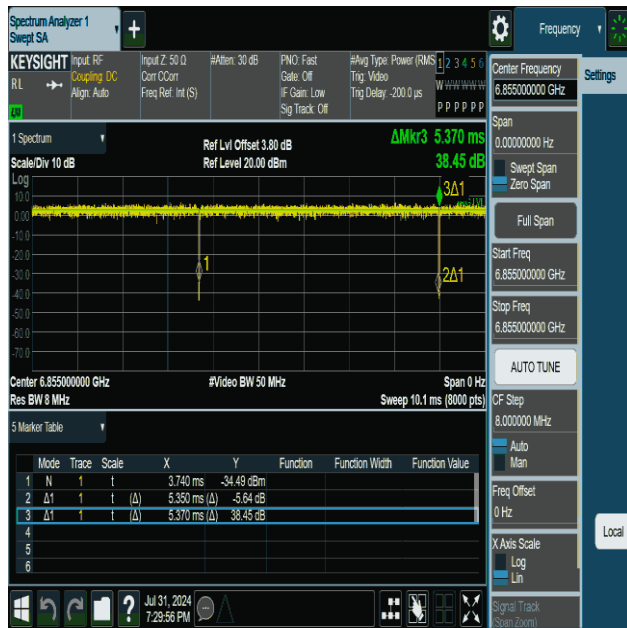 Spectrum Analyzer 1
Swept SA
Frequency
KEYSIGHT
RL
Input: RF
Coupling: DC
Align: Auto
Input Z: 50 Ω
Corr CCorr
Freq Ref: Int (S)
#Atten: 30 dB
PNO: Fast
Gate: Off
IF Gain: Low
Sig Track: Off
#Avg Type: Power (RMS
Trig: Video
Trig Delay: -200.0 µs
1 2 3 4 5 6
W W W W W W
P P P P P P
Center Frequency
6.855000000 GHz
Settings
Span
0.00000000 Hz
Swept Span
Zero Span
Full Span
Start Freq
6.855000000 GHz
Stop Freq
6.855000000 GHz
AUTO TUNE
CF Step
8.000000 MHz
Auto
Man
Freq Offset
0 Hz
X Axis Scale
Log
Lin
Signal Track
(Span Zoom)
Local
1 Spectrum
Scale/Div 10 dB
Ref Lvl Offset 3.80 dB
Ref Level 20.00 dBm
ΔMkr3 5.370 ms
38.45 dB
Log
10.0
0.00
-10.0
-20.0
-30.0
-40.0
-50.0
-60.0
-70.0
3Δ1
1
2Δ1
Center 6.855000000 GHz
#Video BW 50 MHz
Span 0 Hz
Res BW 8 MHz
Sweep 10.1 ms (8000 pts)
5 Marker Table
Mode Trace Scale X Y Function Function Width Function Value
1 N 1 t 3.740 ms -34.49 dBm
2 Δ1 1 t (Δ) 5.350 ms (Δ) -5.64 dB
3 Δ1 1 t (Δ) 5.370 ms (Δ) 38.45 dB
4
5
6
Jul 31, 2024
7:29:56 PM